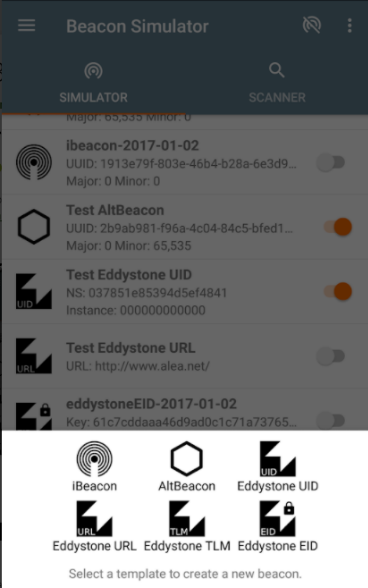 Beacon Simulator
SIMULATOR
SCANNER
Major: 65,535 Minor: 0
ibeacon-2017-01-02
UUID: 1913e79f-803e-46b4-b28a-6e3d9...
Major: 0 Minor: 0
Test AltBeacon
UUID: 2b9ab981-f96a-4c04-84c5-bfed1...
Major: 0 Minor: 65,535
Test Eddystone UID
UID
NS: 037851e85394d5ef4841
Instance: 000000000000
Test Eddystone URL
URL
URL: http://www.alea.net/
eddystoneEID-2017-01-02
Key: 61c7cddaaa46d9ad0c1c71a73765...
UID
iBeacon
AltBeacon
Eddystone UID
URL
TLM
EID
Eddystone URL
Eddystone TLM
Eddystone EID
Select a template to create a new beacon.